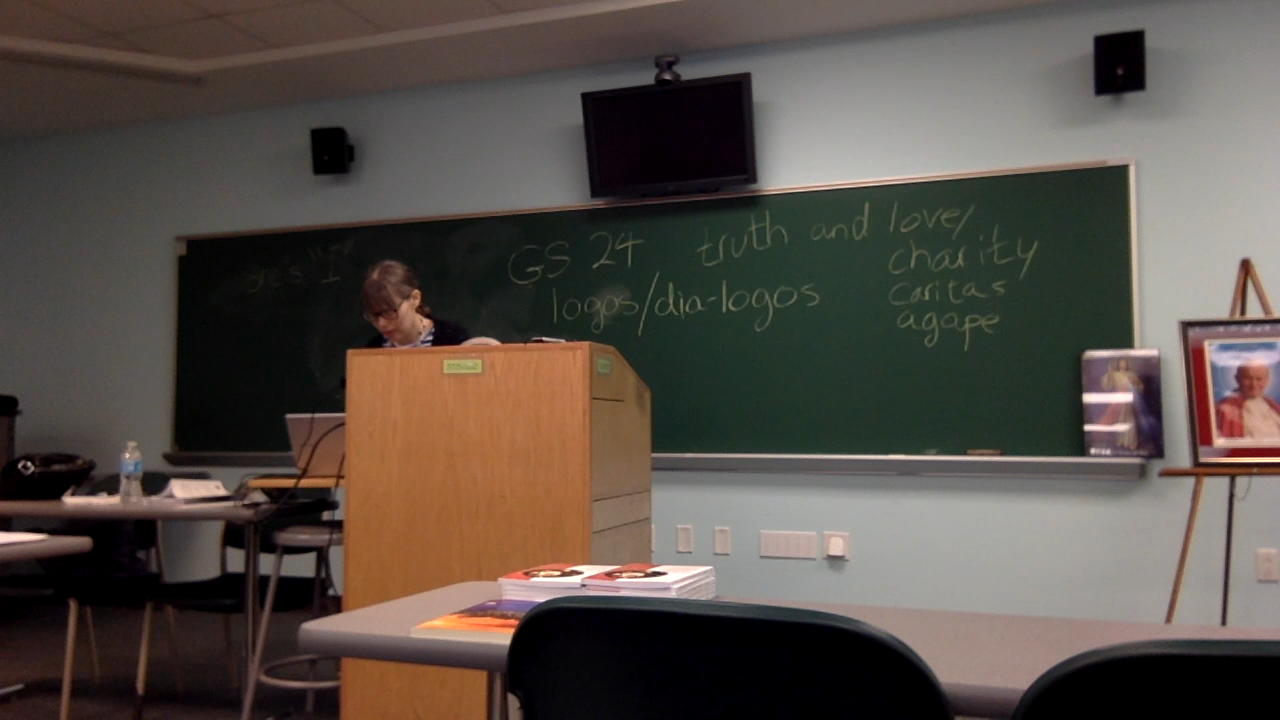 "I"
GS 24 truth and love/
charity
logos/dia-logos caritas
agape